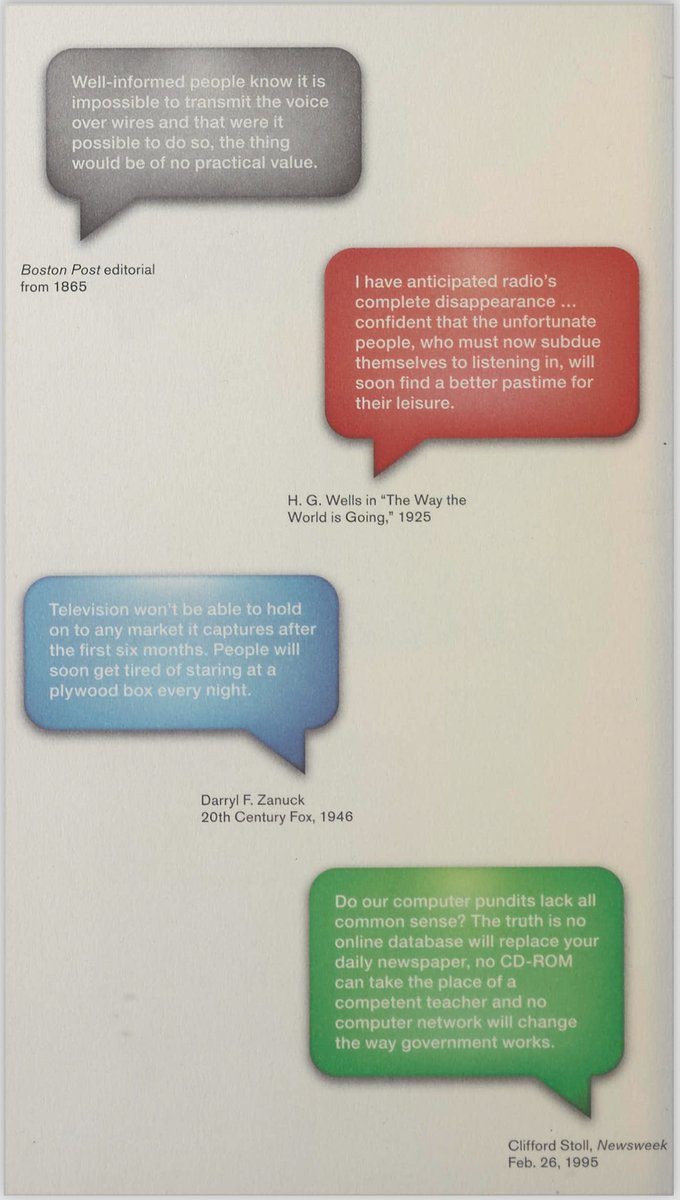 Well-informed people know it is
impossible to transmit the voice
over wires and that were it
possible to do so, the thing
would be of no practical value.
Boston Post editorial
from 1865
I have anticipated radio's
complete disappearance ...
confident that the unfortunate
people, who must now subdue
themselves to listening in, will
soon find a better pastime for
their leisure.
H. G. Wells in “The Way the
World is Going,” 1925
Television won't be able to hold
on to any market it captures after
the first six months. People will
soon get tired of staring at a
plywood box every night.
Darryl F. Zanuck
20th Century Fox, 1946
Do our computer pundits lack all
common sense? The truth is no
online database will replace your
daily newspaper, no CD-ROM
can take the place of a
competent teacher and no
computer network will change
the way government works.
Clifford Stoll, Newsweek
Feb. 26, 1995